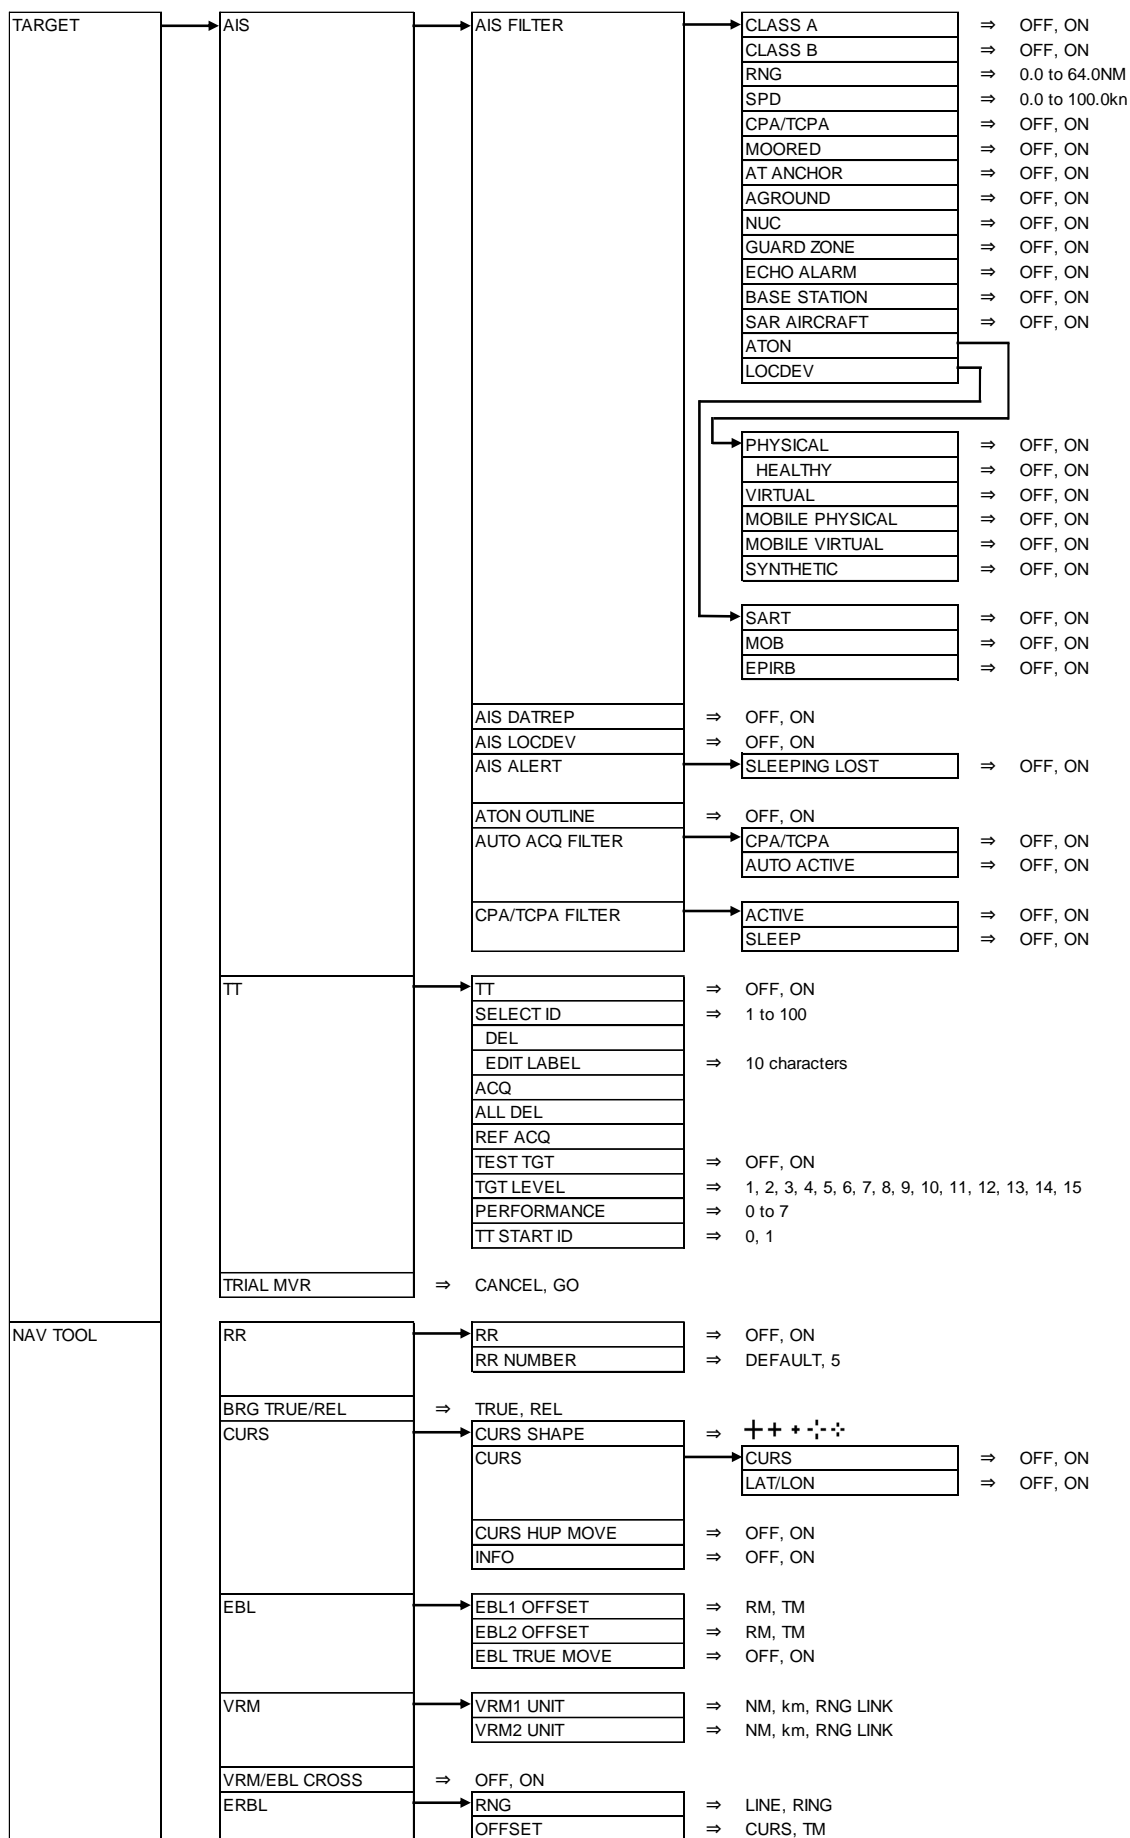 TARGET AIS AIS FILTER CLASS A ⇒ OFF, ON
CLASS B ⇒ OFF, ON
RNG ⇒ 0.0 to 64.0NM
SPD ⇒ 0.0 to 100.0kn
CPA/TCPA ⇒ OFF, ON
MOORED ⇒ OFF, ON
AT ANCHOR ⇒ OFF, ON
AGROUND ⇒ OFF, ON
NUC ⇒ OFF, ON
GUARD ZONE ⇒ OFF, ON
ECHO ALARM ⇒ OFF, ON
BASE STATION ⇒ OFF, ON
SAR AIRCRAFT ⇒ OFF, ON
ATON
LOCDEV
PHYSICAL ⇒ OFF, ON
HEALTHY ⇒ OFF, ON
VIRTUAL ⇒ OFF, ON
MOBILE PHYSICAL ⇒ OFF, ON
MOBILE VIRTUAL ⇒ OFF, ON
SYNTHETIC ⇒ OFF, ON
SART ⇒ OFF, ON
MOB ⇒ OFF, ON
EPIRB ⇒ OFF, ON
AIS DATREP ⇒ OFF, ON
AIS LOCDEV ⇒ OFF, ON
AIS ALERT SLEEPING LOST ⇒ OFF, ON
ATON OUTLINE ⇒ OFF, ON
AUTO ACQ FILTER CPA/TCPA ⇒ OFF, ON
AUTO ACTIVE ⇒ OFF, ON
CPA/TCPA FILTER ACTIVE ⇒ OFF, ON
SLEEP ⇒ OFF, ON
TT TT ⇒ OFF, ON
SELECT ID ⇒ 1 to 100
DEL
EDIT LABEL ⇒ 10 characters
ACQ
ALL DEL
REF ACQ
TEST TGT ⇒ OFF, ON
TGT LEVEL ⇒ 1, 2, 3, 4, 5, 6, 7, 8, 9, 10, 11, 12, 13, 14, 15
PERFORMANCE ⇒ 0 to 7
TT START ID ⇒ 0, 1
TRIAL MVR ⇒ CANCEL, GO
NAV TOOL RR RR ⇒ OFF, ON
RR NUMBER ⇒ DEFAULT, 5
BRG TRUE/REL ⇒ TRUE, REL
CURS CURS SHAPE ⇒
CURS CURS ⇒ OFF, ON
LAT/LON ⇒ OFF, ON
CURS HUP MOVE ⇒ OFF, ON
INFO ⇒ OFF, ON
EBL EBL1 OFFSET ⇒ RM, TM
EBL2 OFFSET ⇒ RM, TM
EBL TRUE MOVE ⇒ OFF, ON
VRM VRM1 UNIT ⇒ NM, km, RNG LINK
VRM2 UNIT ⇒ NM, km, RNG LINK
VRM/EBL CROSS ⇒ OFF, ON
ERBL RNG ⇒ LINE, RING
OFFSET ⇒ CURS, TM